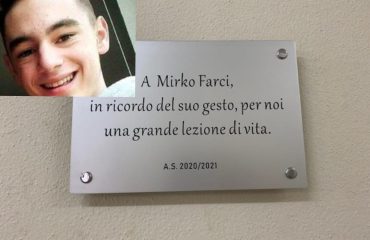 A Mirko Farci,
in ricordo del suo gesto, per noi
una grande lezione di vita.
A.S. 2020/2021